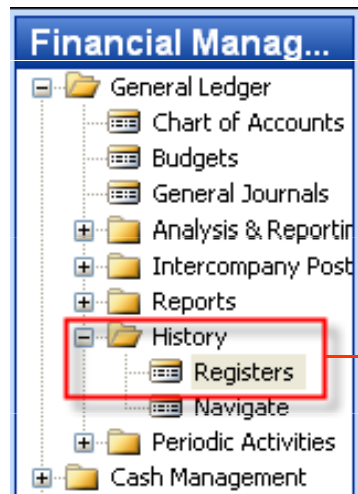 Financial Manag...
General Ledger
Chart of Accounts
Budgets
General Journals
Analysis & Reportin
Intercompany Post
Reports
History
Registers
Navigate
Periodic Activities
Cash Management